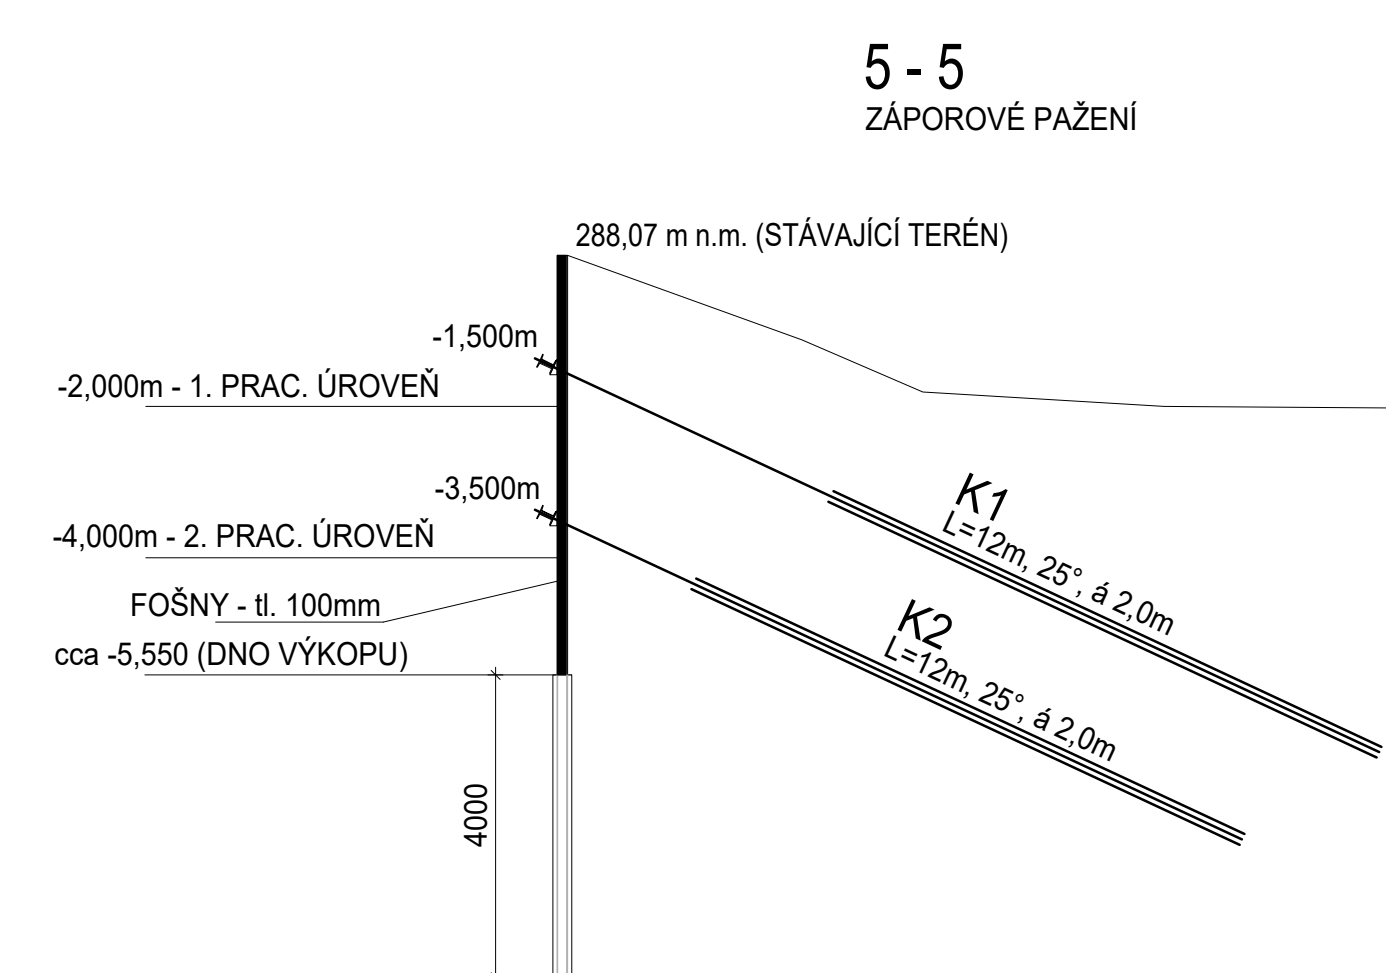 5 - 5
ZÁPOROVÉ PAŽENÍ
288,07 m n.m. (STÁVAJÍCÍ TERÉN)
-1,500m
-2,000m - 1. PRAC. ÚROVEŇ
-3,500m
-4,000m - 2. PRAC. ÚROVEŇ
FOŠNY - tl. 100mm
cca -5,550 (DNO VÝKOPU)
4000
K1
L=12m, 25°, á 2,0m
K2
L=12m, 25°, á 2,0m